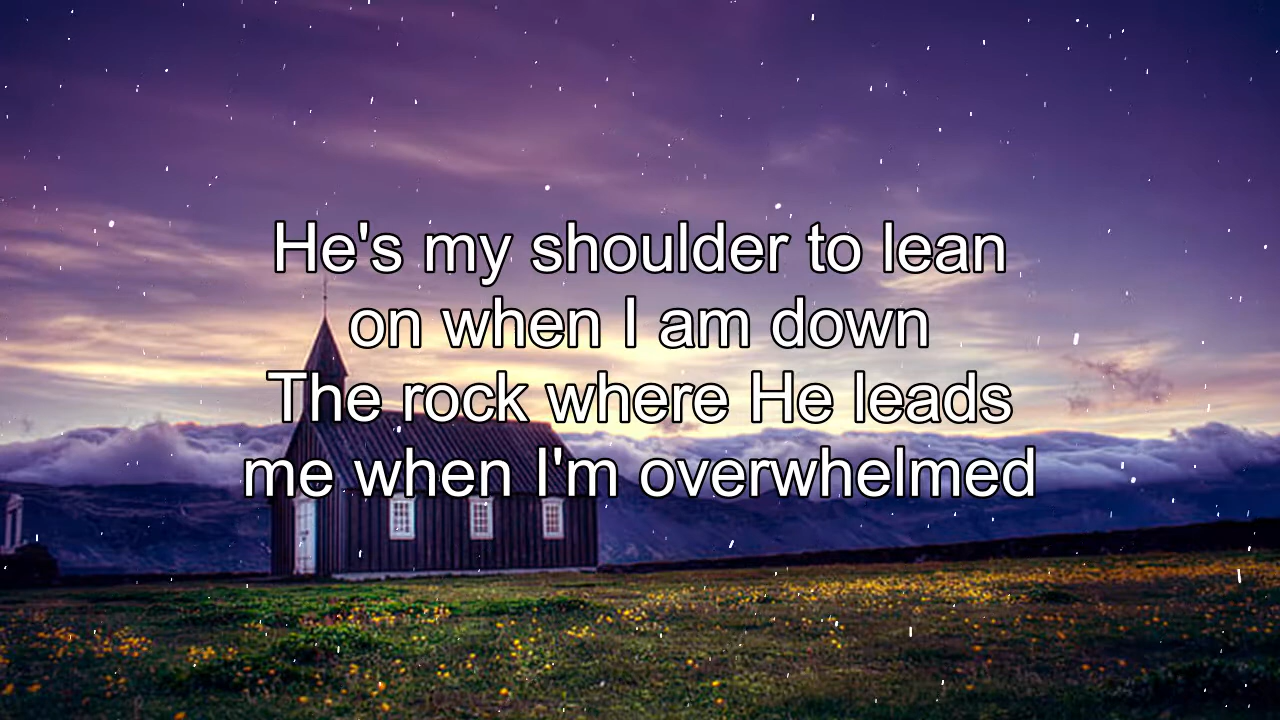 He's my shoulder to lean
on when I am down
The rock where He leads
me when I'm overwhelmed